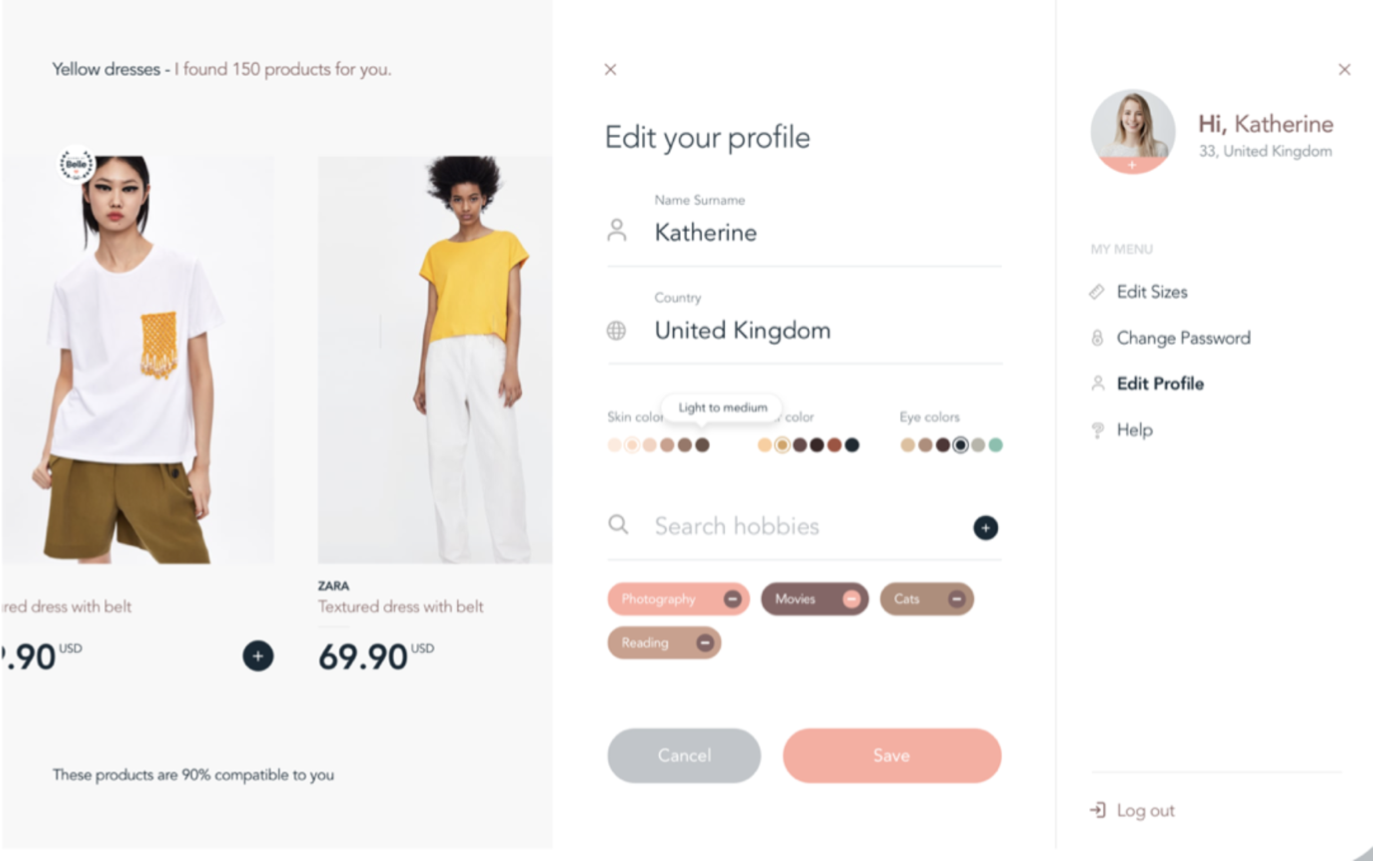 Yellow dresses - I found 150 products for you.
Belle
red dress with belt
.90 USD
ZARA
Textured dress with belt
69.90 USD
These products are 90% compatible to you
Edit your profile
Name Surname
Katherine
Country
United Kingdom
Skin color
Light to medium
color
Eye colors
Search hobbies
Photography
Movies
Cats
Reading
Cancel
Save
Hi, Katherine
33, United Kingdom
MY MENU
Edit Sizes
Change Password
Edit Profile
Help
Log out